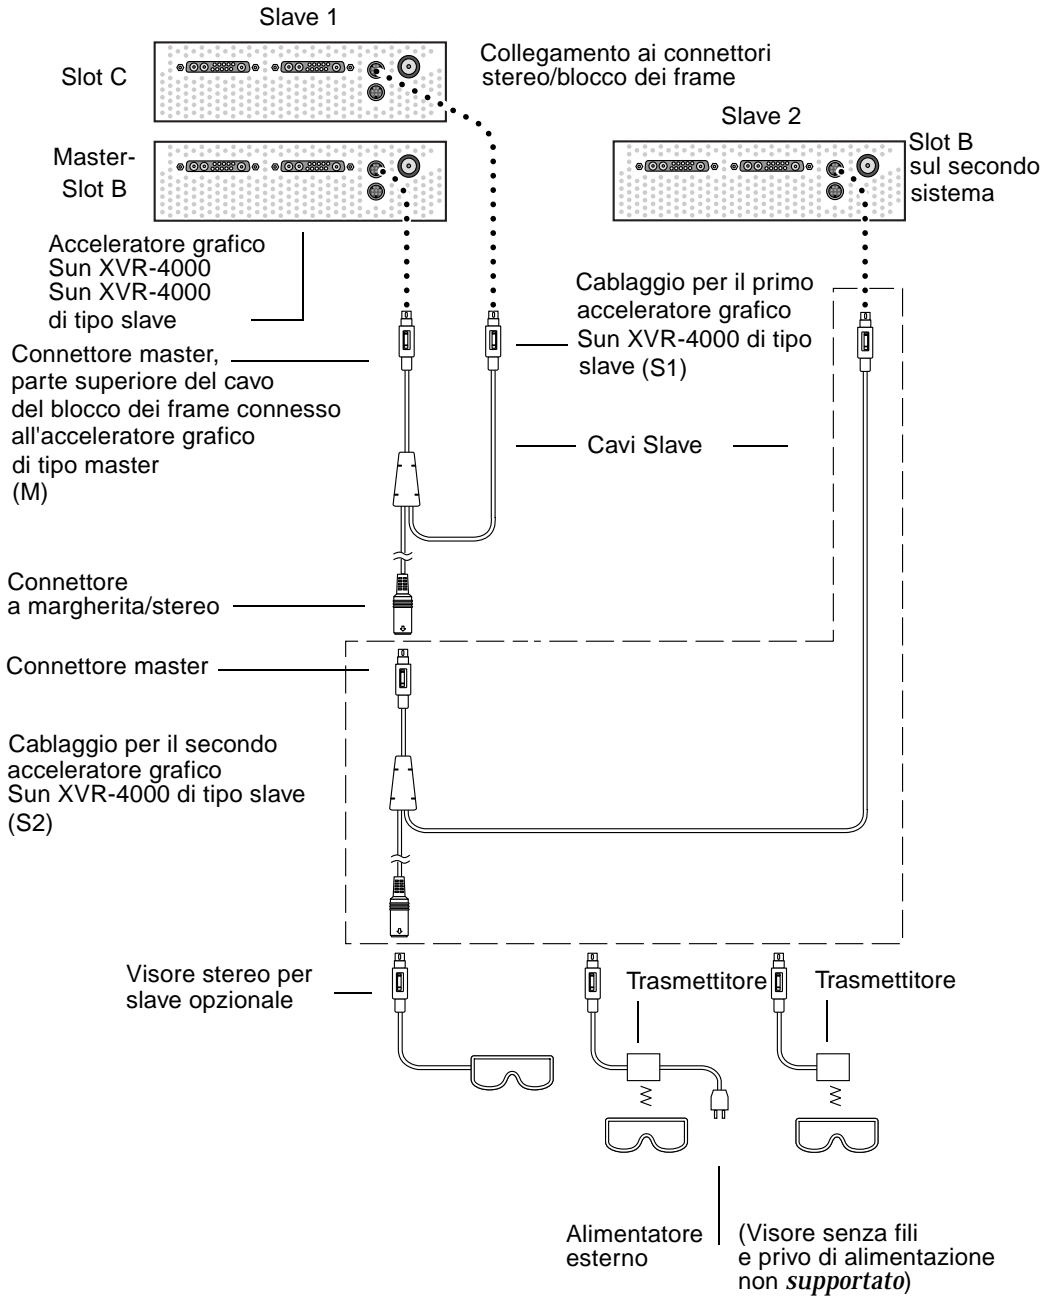 Slave 1
Slot C
Collegamento ai connettori
stereo/blocco dei frame
Slave 2
Master-
Slot B
Slot B
sul secondo
sistema
Acceleratore grafico
Sun XVR-4000
Sun XVR-4000
di tipo slave
Cablaggio per il primo
acceleratore grafico
Sun XVR-4000 di tipo
slave (S1)
Connettore master,
parte superiore del cavo
del blocco dei frame connesso
all'acceleratore grafico
di tipo master
(M)
Cavi Slave
Connettore
a margherita/stereo
Connettore master
Cablaggio per il secondo
acceleratore grafico
Sun XVR-4000 di tipo slave
(S2)
Visore stereo per
slave opzionale
Trasmettitore
Trasmettitore
Alimentatore
esterno
(Visore senza fili
e privo di alimentazione
non supportato)